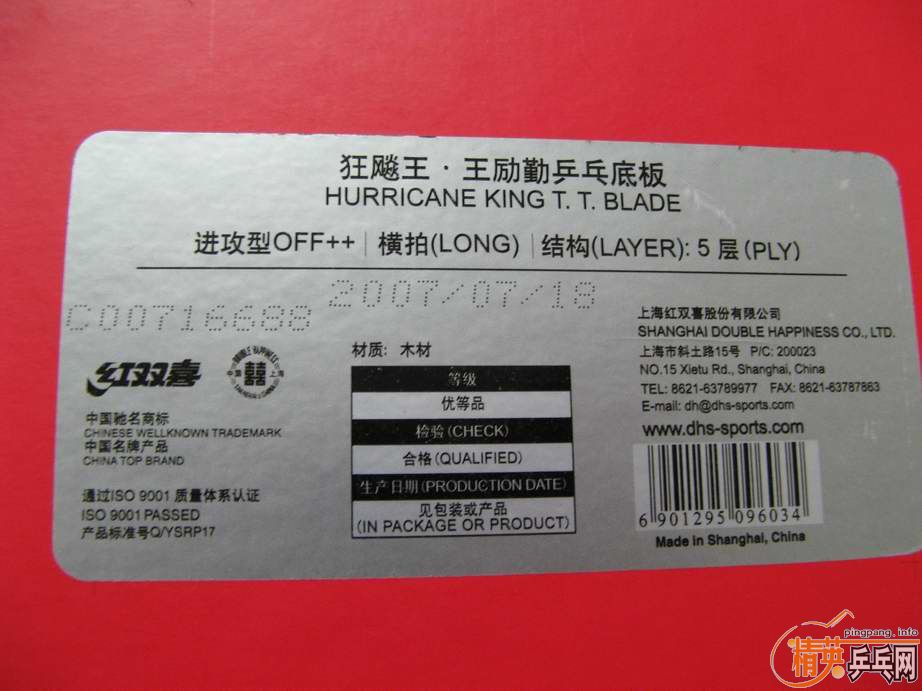 狂飚王·王励勤乒乓底板
HURRICANE KING T. T. BLADE
进攻型OFF++ | 横拍(LONG) | 结构(LAYER): 5 层(PLY)
C00716688
2007/07/18
红双喜
中国驰名商标
CHINESE WELLKNOWN TRADEMARK
中国名牌产品
CHINA TOP BRAND
通过ISO 9001 质量体系认证
ISO 9001 PASSED
产品标准号Q/YSRP17
材质: 木材
等级
优等品
检验(CHECK)
合格(QUALIFIED)
生产日期(PRODUCTION DATE)
见包装或产品
(IN PACKAGE OR PRODUCT)
上海红双喜股份有限公司
SHANGHAI DOUBLE HAPPINESS CO., LTD.
上海市斜土路15号 P/C: 200023
NO.15 Xietu Rd., Shanghai, China
TEL: 8621-63789977 FAX: 8621-63787863
E-mail: dh@dhs-sports.com
www.dhs-sports.com
6 901295 096034
Made in Shanghai, China
pingpang.info
精英乒乓网